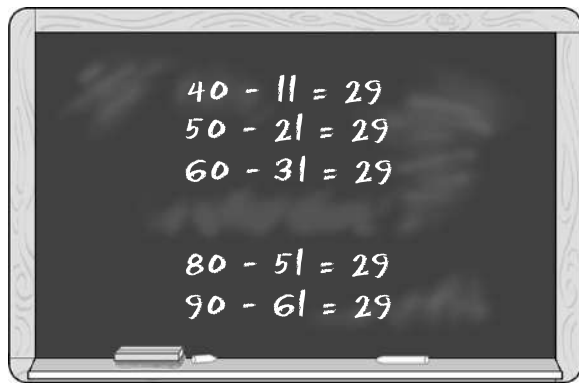 40 - 11 = 29
50 - 21 = 29
60 - 31 = 29
80 - 51 = 29
90 - 61 = 29